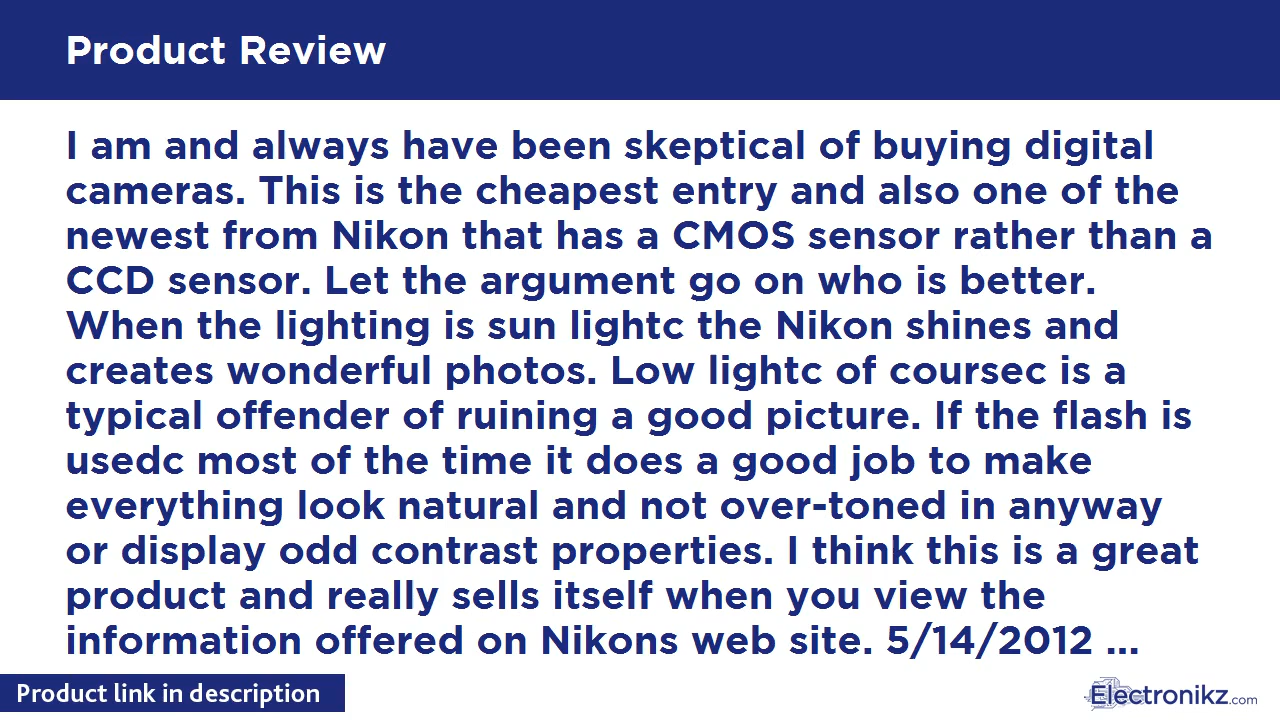 Product Review
I am and always have been skeptical of buying digital
cameras. This is the cheapest entry and also one of the
newest from Nikon that has a CMOS sensor rather than a
CCD sensor. Let the argument go on who is better.
When the lighting is sun lightc the Nikon shines and
creates wonderful photos. Low lightc of coursec is a
typical offender of ruining a good picture. If the flash is
usedc most of the time it does a good job to make
everything look natural and not over-toned in anyway
or display odd contrast properties. I think this is a great
product and really sells itself when you view the
information offered on Nikons web site. 5/14/2012 ...
Product link in description
Electronikz.com